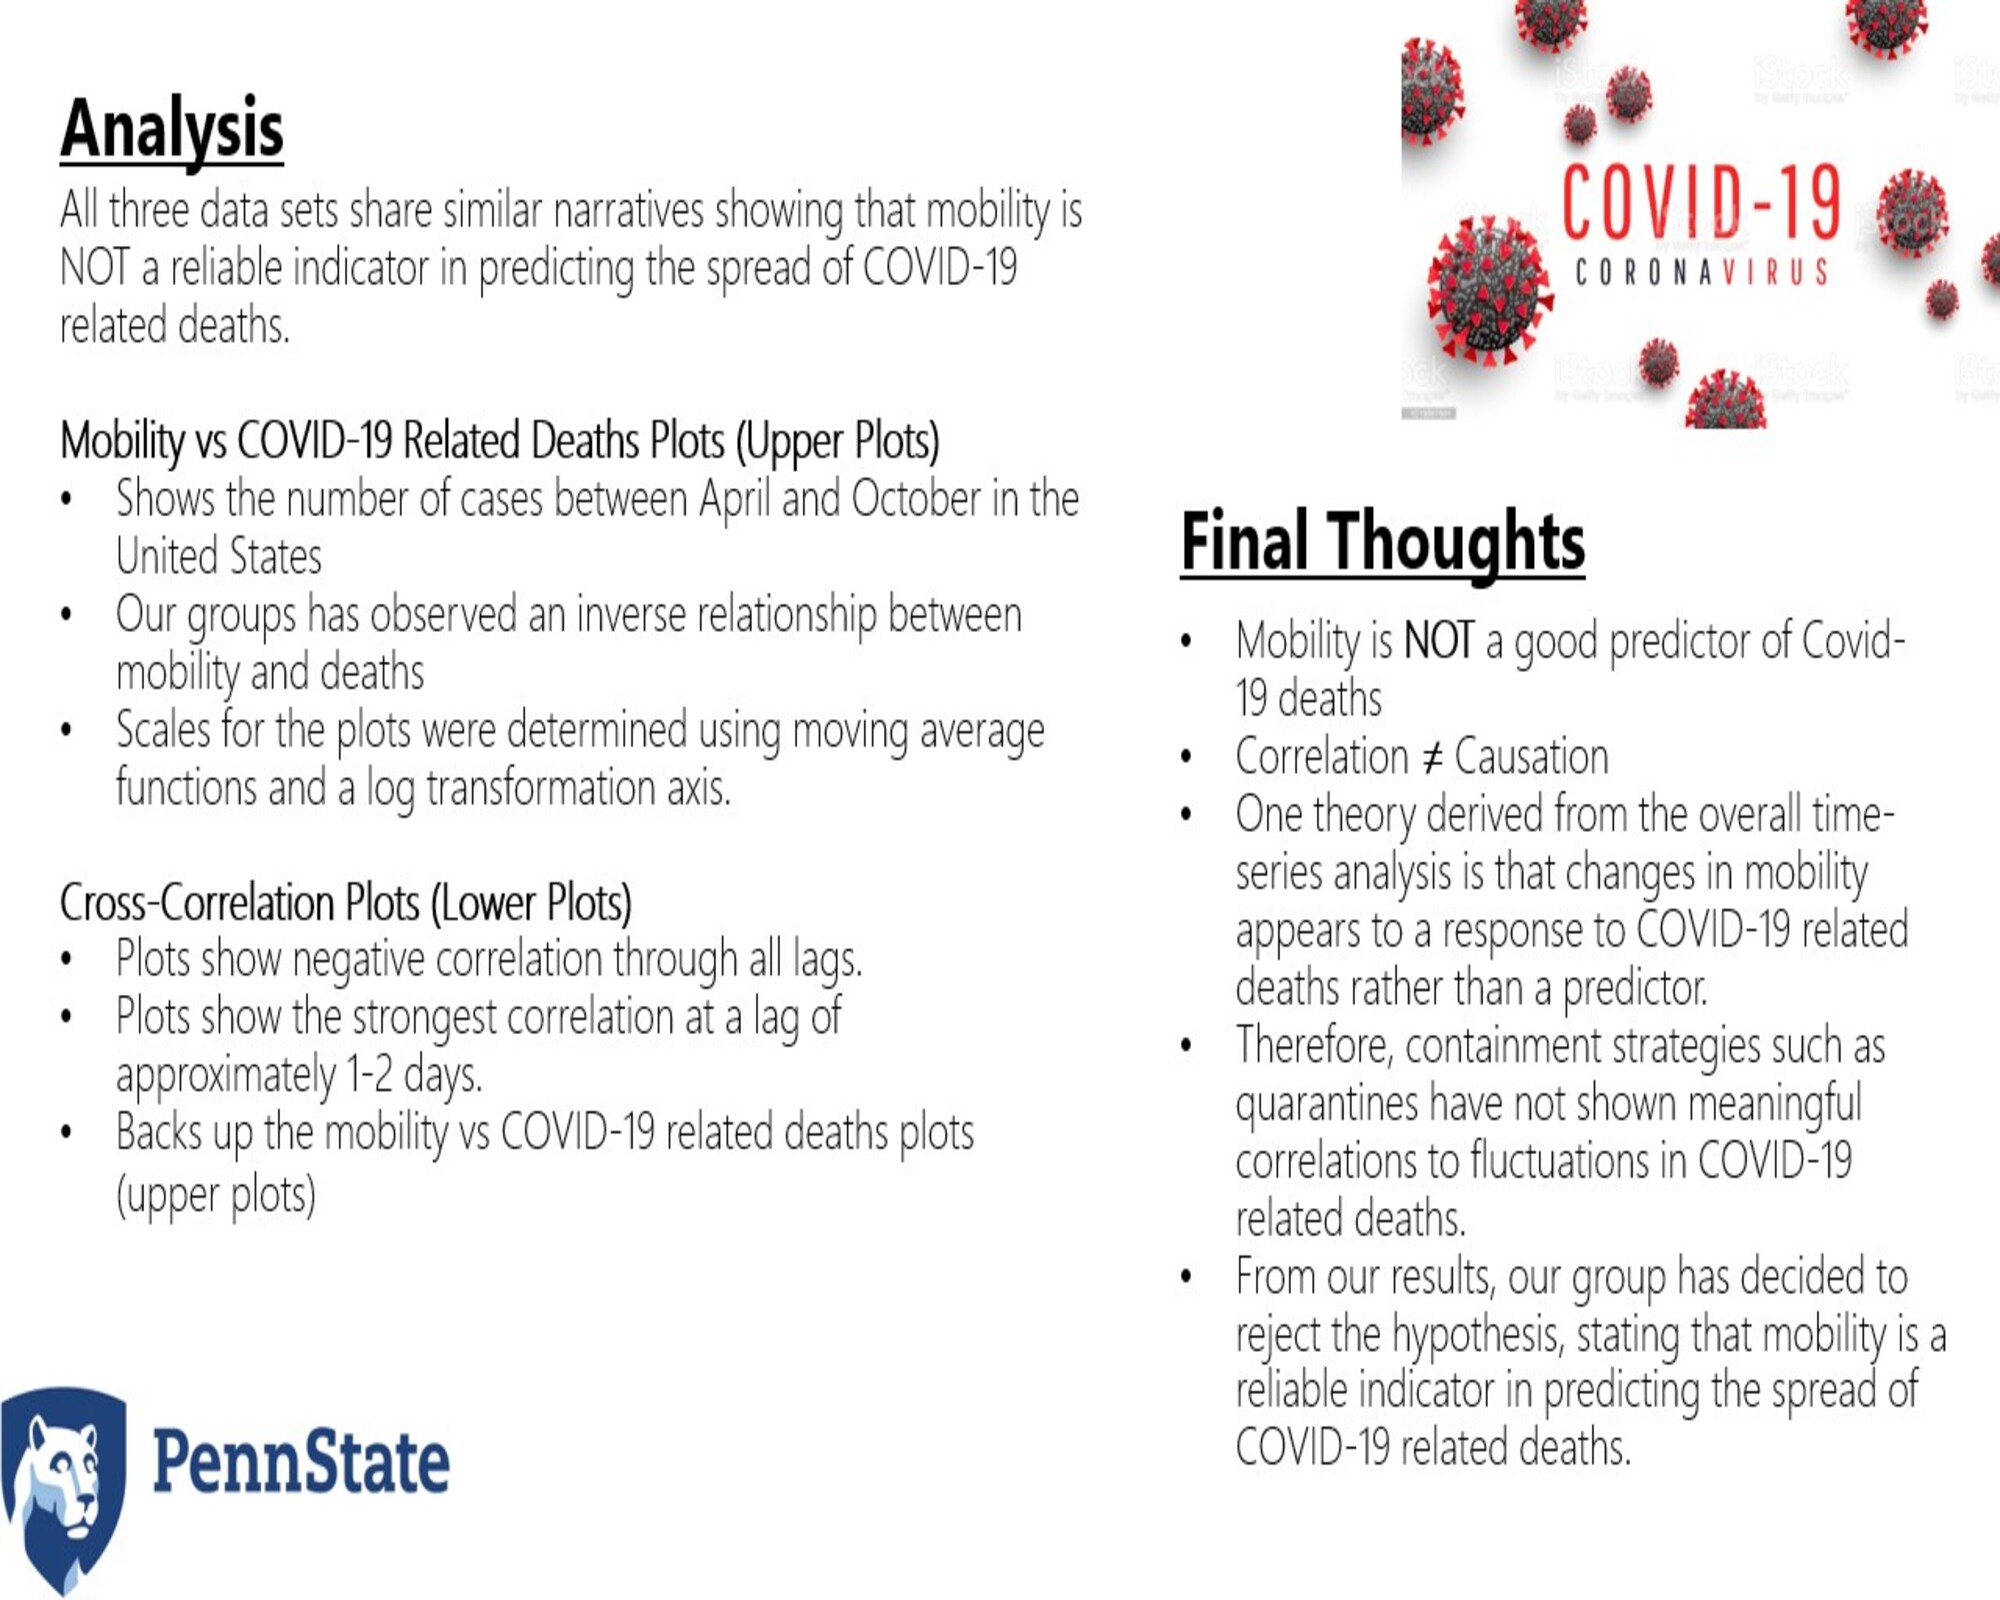 Analysis
All three data sets share similar narratives showing that mobility is
NOT a reliable indicator in predicting the spread of COVID-19
related deaths.
Mobility vs COVID-19 Related Deaths Plots (Upper Plots)
• Shows the number of cases between April and October in the
United States
• Our groups has observed an inverse relationship between
mobility and deaths
• Scales for the plots were determined using moving average
functions and a log transformation axis.
Cross-Correlation Plots (Lower Plots)
• Plots show negative correlation through all lags.
• Plots show the strongest correlation at a lag of
approximately 1-2 days.
• Backs up the mobility vs COVID-19 related deaths plots
(upper plots)
PennState
COVID-19
CORONAVIRUS
iStock
by Getty Images
Final Thoughts
• Mobility is NOT a good predictor of Covid-
19 deaths
• Correlation ≠ Causation
• One theory derived from the overall time-
series analysis is that changes in mobility
appears to a response to COVID-19 related
deaths rather than a predictor.
• Therefore, containment strategies such as
quarantines have not shown meaningful
correlations to fluctuations in COVID-19
related deaths.
• From our results, our group has decided to
reject the hypothesis, stating that mobility is a
reliable indicator in predicting the spread of
COVID-19 related deaths.